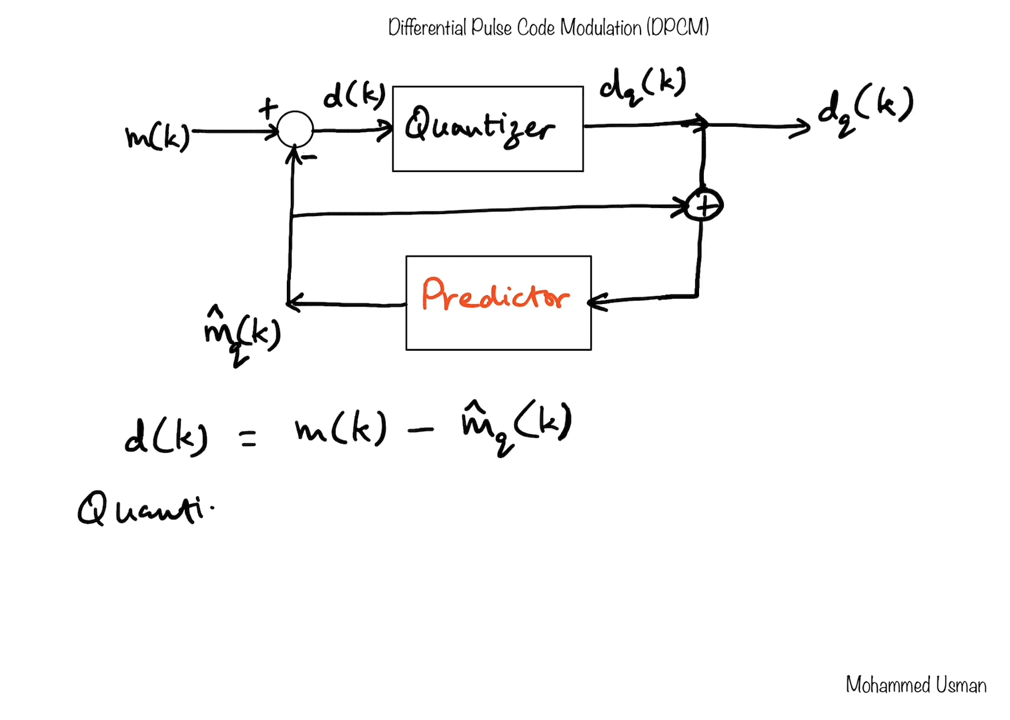 Differential Pulse Code Modulation (DPCM)
m(k) + d(k) Quantizer dq(k) dq(k)
-
+
Predictor
m̂q(k)
d(k) = m(k) - m̂q(k)
Quanti.
Mohammed Usman